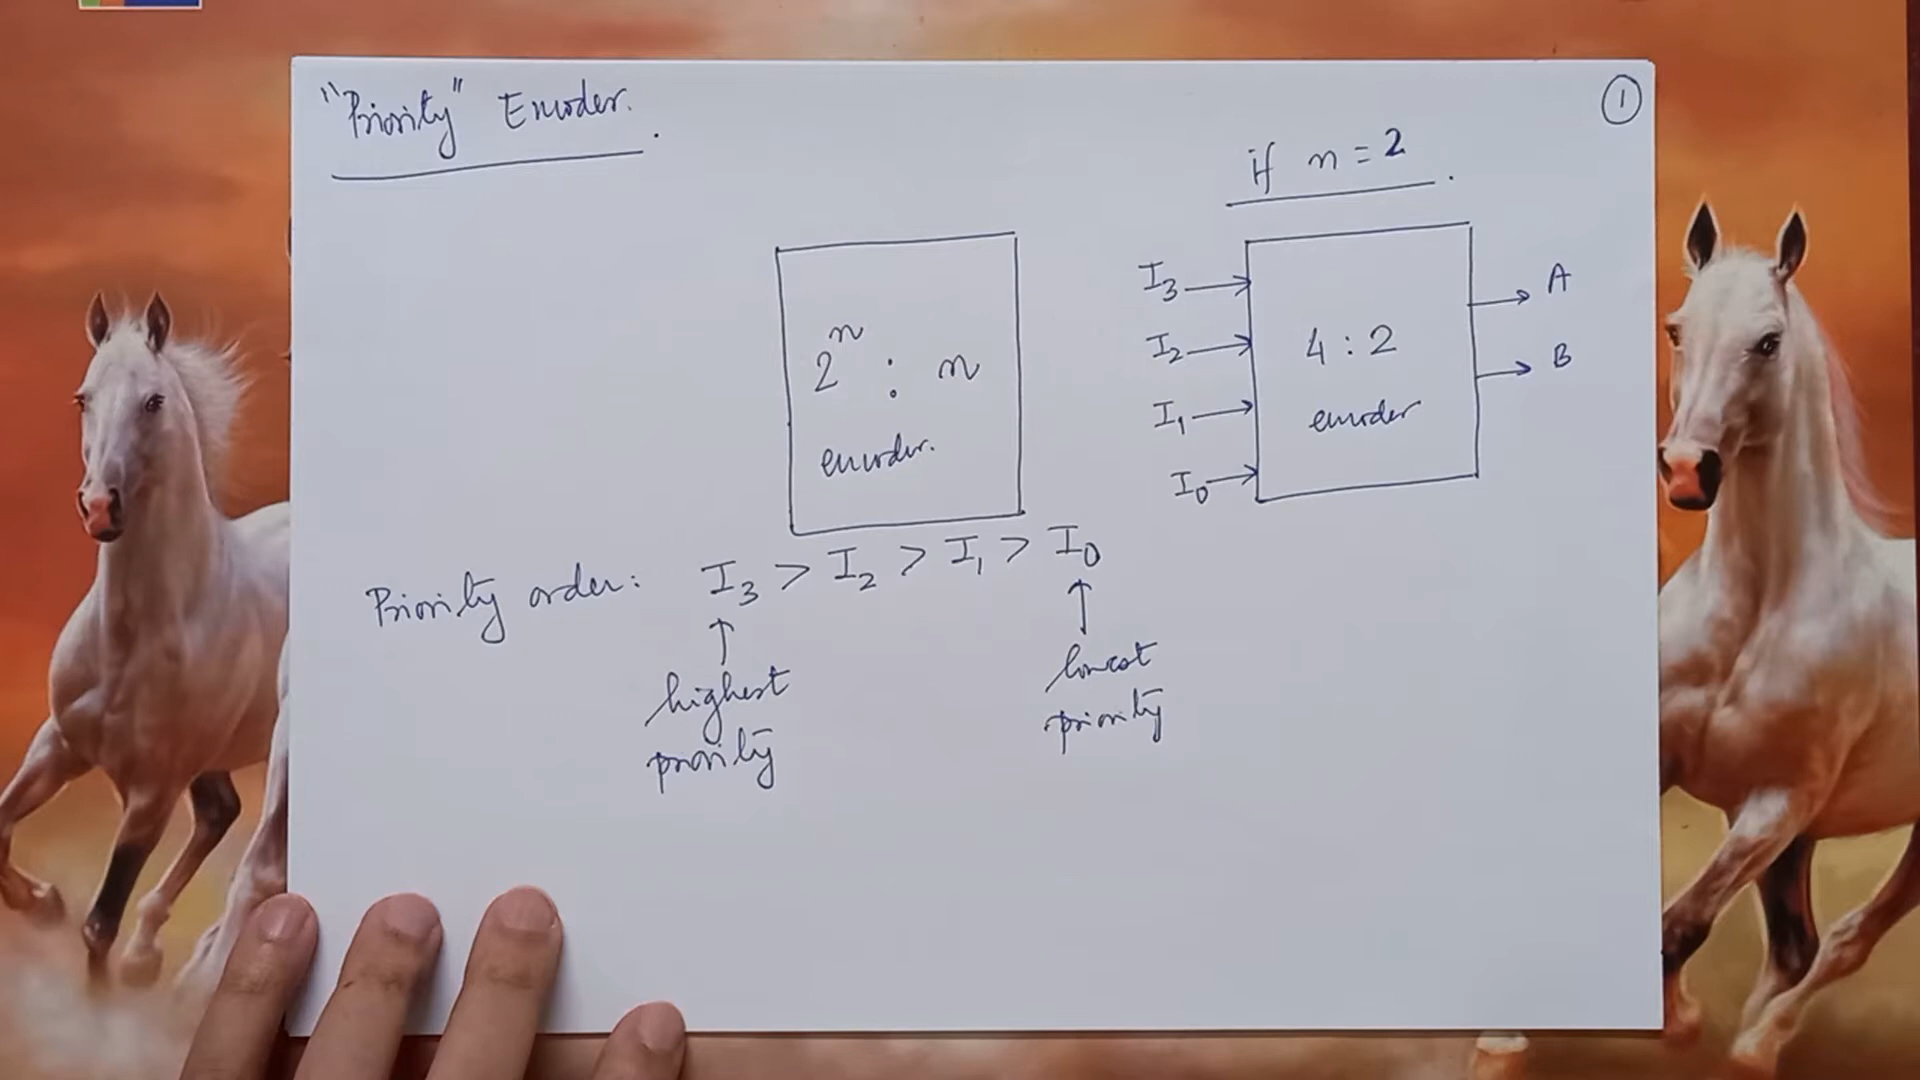 "Priority" Encoder.
1
if n = 2
2ⁿ : n
encoder.
I₃
I₂
I₁
I₀
4 : 2
encoder
A
B
Priority order: I₃ > I₂ > I₁ > I₀
highest
priority
lowest
priority